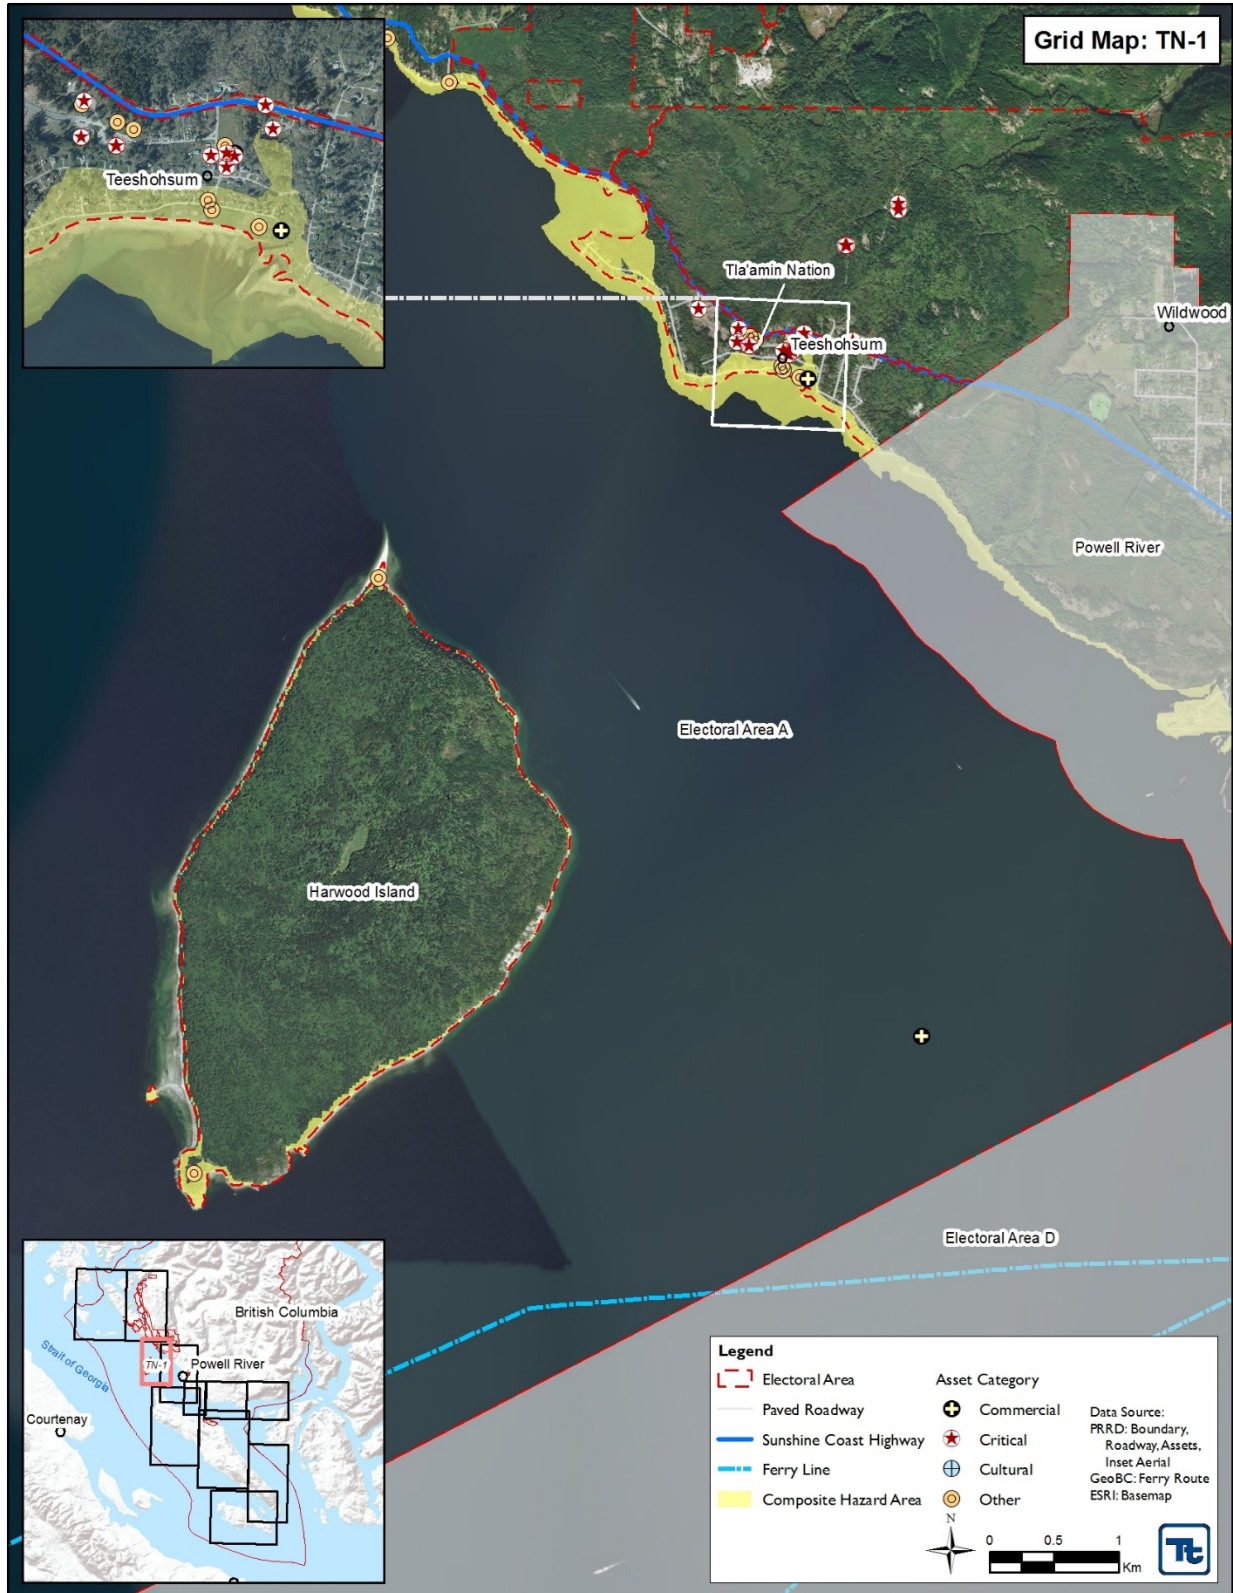 Grid Map: TN-1
Teeshohsum
Tla'amin Nation
Teeshohsum
Wildwood
Powell River
Electoral Area A
Harwood Island
Electoral Area D
British Columbia
Strait of Georgia
TN-1
Powell River
Courtenay
Legend
Electoral Area
Paved Roadway
Sunshine Coast Highway
Ferry Line
Composite Hazard Area
Asset Category
Commercial
Critical
Cultural
Other
Data Source:
PRRD: Boundary,
Roadway, Assets,
Inset Aerial
GeoBC: Ferry Route
ESRI: Basemap
N
0 0.5 1
Km
Tt